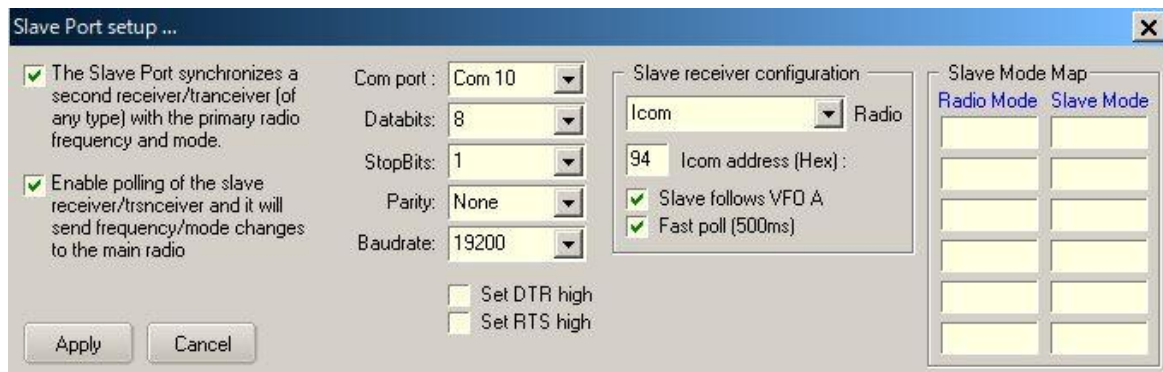 Slave Port setup ...
The Slave Port synchronizes a
second receiver/tranceiver (of
any type) with the primary radio
frequency and mode.
Enable polling of the slave
receiver/trsnceiver and it will
send frequency/mode changes
to the main radio
Apply
Cancel
Com port : Com 10
Databits: 8
StopBits: 1
Parity: None
Baudrate: 19200
Set DTR high
Set RTS high
Slave receiver configuration
Icom Radio
94 Icom address (Hex) :
Slave follows VFO A
Fast poll (500ms)
Slave Mode Map
Radio Mode Slave Mode